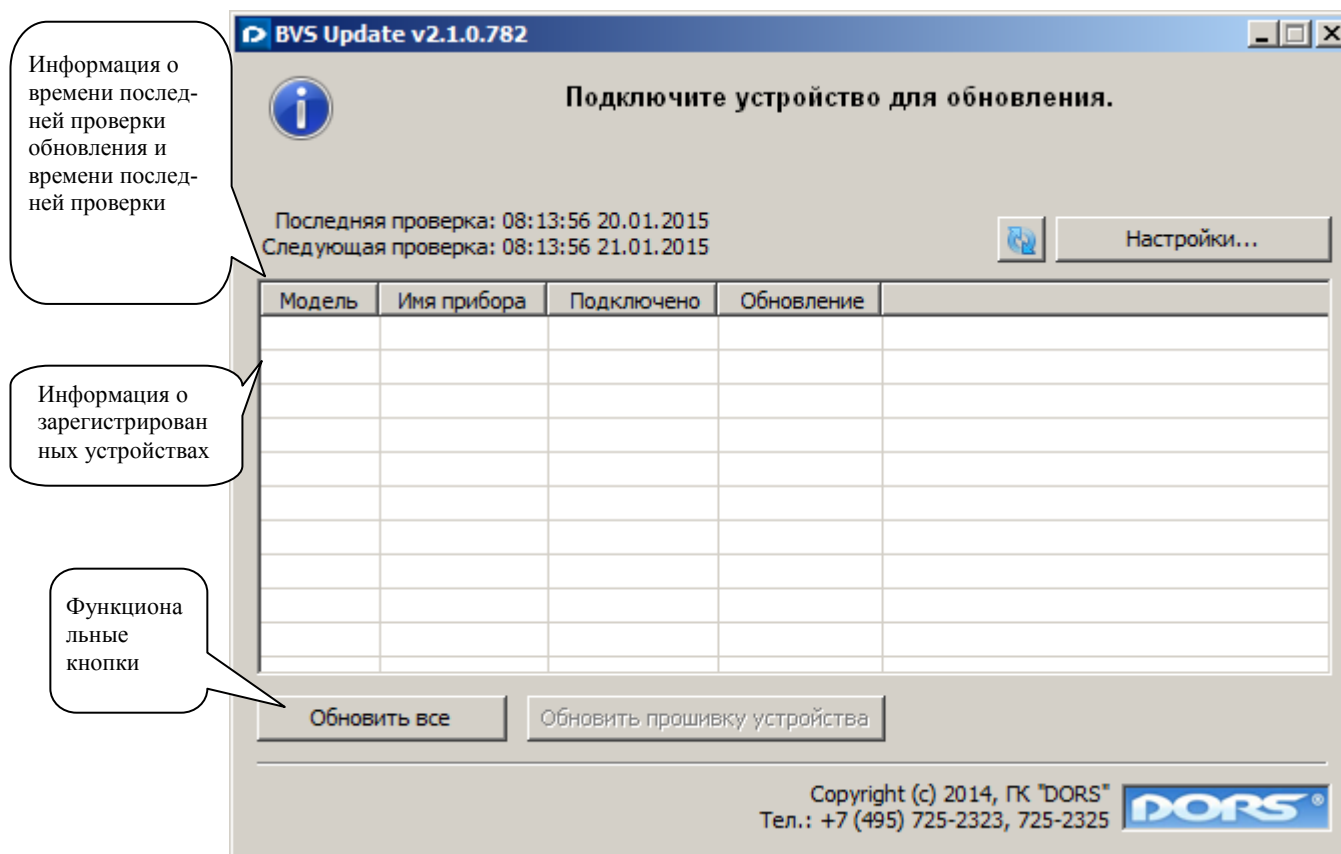 BVS Update v2.1.0.782
Информация о
времени послед-
ней проверки
обновления и
времени послед-
ней проверки
Подключите устройство для обновления.
Последняя проверка: 08:13:56 20.01.2015
Следующая проверка: 08:13:56 21.01.2015
Настройки...
Модель Имя прибора Подключено Обновление
Информация о
зарегистрирован
ных устройствах
Функциона
льные
кнопки
Обновить все Обновить прошивку устройства
Copyright (c) 2014, ГК "DORS"
Тел.: +7 (495) 725-2323, 725-2325
DORS®